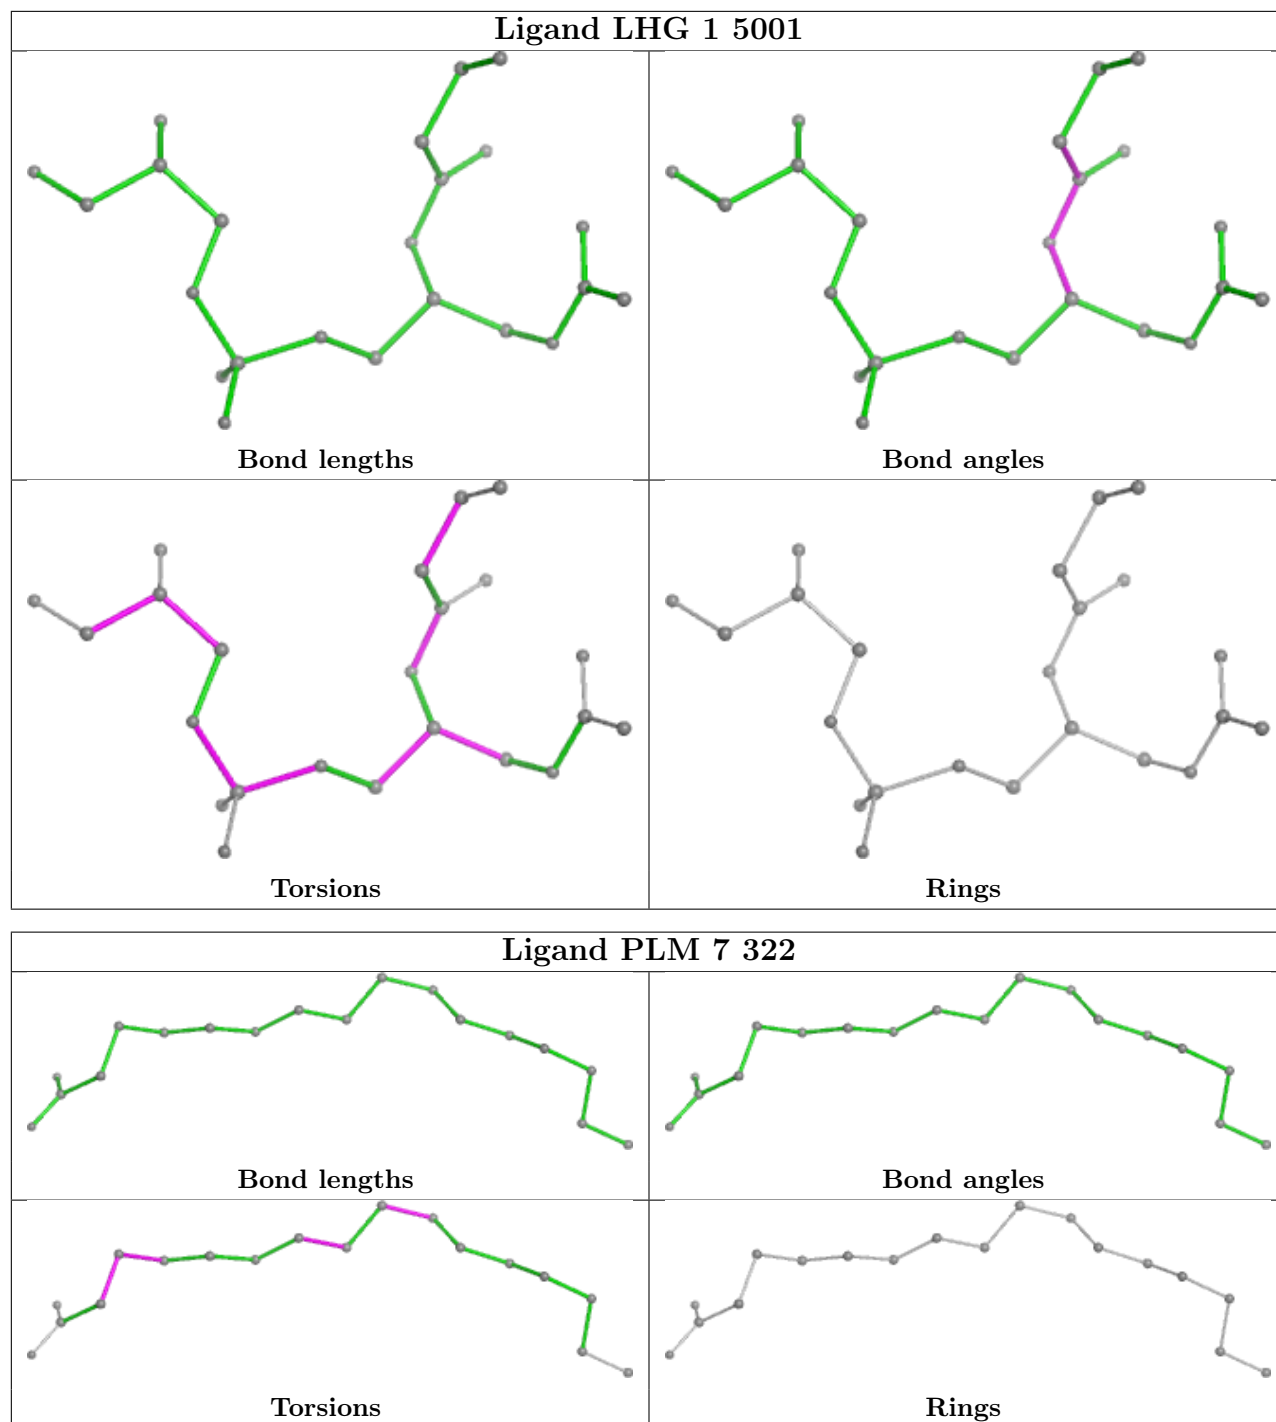 Ligand LHG 1 5001
Bond lengths
Bond angles
Torsions
Rings
Ligand PLM 7 322
Bond lengths
Bond angles
Torsions
Rings